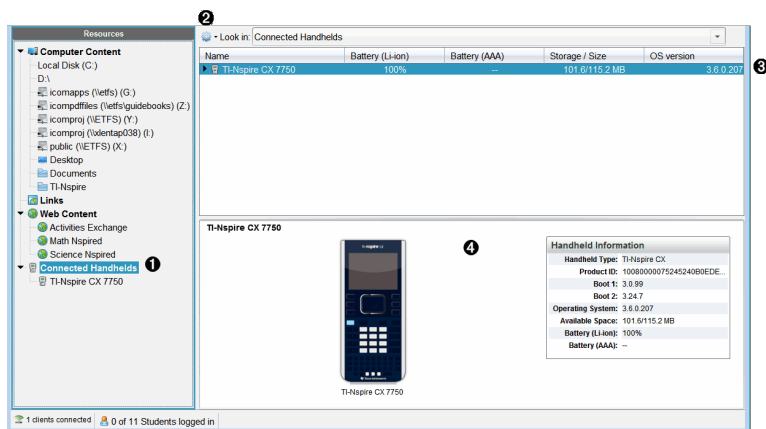 ❷
Resources
Look in: Connected Handhelds
Computer Content
Local Disk (C:)
D:\
icomapps (\\etfs) (G:)
icompdffiles (\\etfs\guidebooks) (Z:)
icomproj (\\ETFS) (Y:)
icomproj (\\xlentap038) (I:)
public (\\ETFS) (X:)
Desktop
Documents
TI-Nspire
Links
Web Content
Activities Exchange
Math Nspired
Science Nspired
Connected Handhelds ❶
TI-Nspire CX 7750
Name Battery (Li-ion) Battery (AAA) Storage / Size OS version
TI-Nspire CX 7750 100% -- 101.6/115.2 MB 3.6.0.207 ❸
TI-Nspire CX 7750
❹
TI-Nspire CX 7750
Handheld Information
Handheld Type: TI-Nspire CX
Product ID: 10080000075245240B0EDE...
Boot 1: 3.0.99
Boot 2: 3.24.7
Operating System: 3.6.0.207
Available Space: 101.6/115.2 MB
Battery (Li-ion): 100%
Battery (AAA): --
1 clients connected 0 of 11 Students logged in